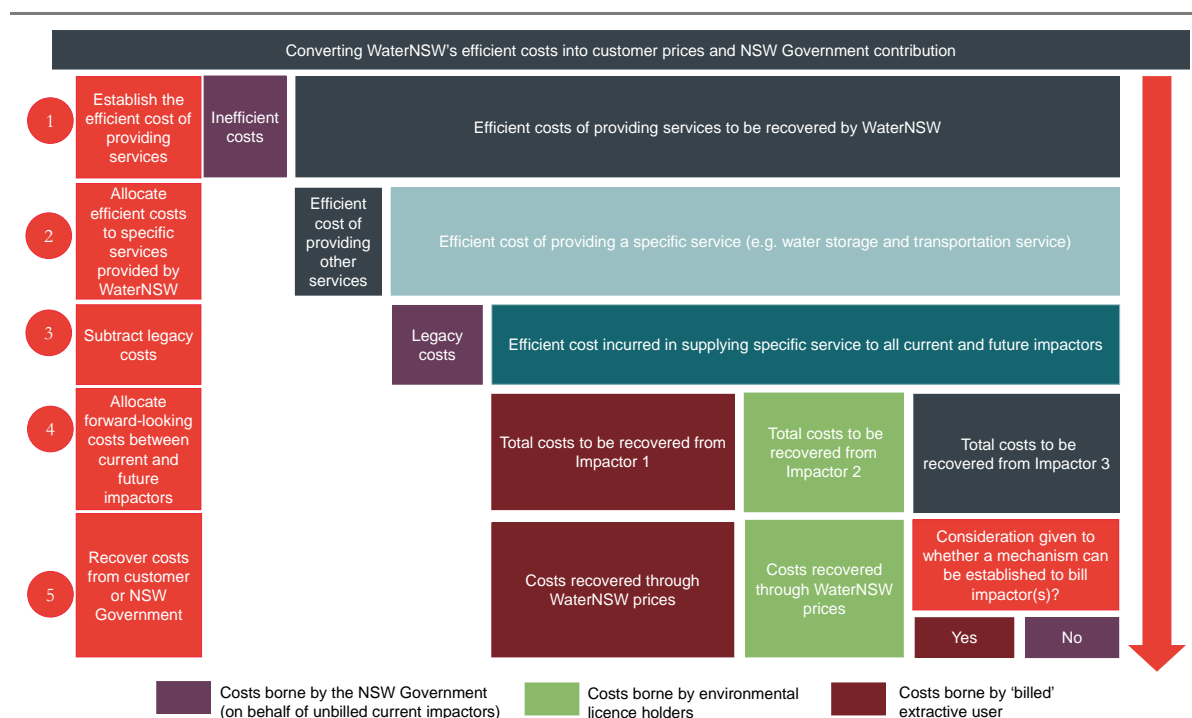 Converting WaterNSW's efficient costs into customer prices and NSW Government contribution
1
Establish the
efficient cost of
providing
services
Inefficient
costs
Efficient costs of providing services to be recovered by WaterNSW
2
Allocate
efficient costs
to specific
services
provided by
WaterNSW
Efficient
cost of
providing
other
services
Efficient cost of providing a specific service (e.g. water storage and transportation service)
3
Subtract legacy
costs
Legacy
costs
Efficient cost incurred in supplying specific service to all current and future impactors
4
Allocate
forward-looking
costs between
current and
future
impactors
Total costs to be recovered from
Impactor 1
Total costs to be
recovered from
Impactor 2
Total costs to be
recovered from Impactor 3
5
Recover costs
from customer
or NSW
Government
Costs recovered through
WaterNSW prices
Costs recovered
through WaterNSW
prices
Consideration given to
whether a mechanism can
be established to bill
impactor(s)?
Yes
No
Costs borne by the NSW Government
(on behalf of unbilled current impactors)
Costs borne by environmental
licence holders
Costs borne by 'billed'
extractive user